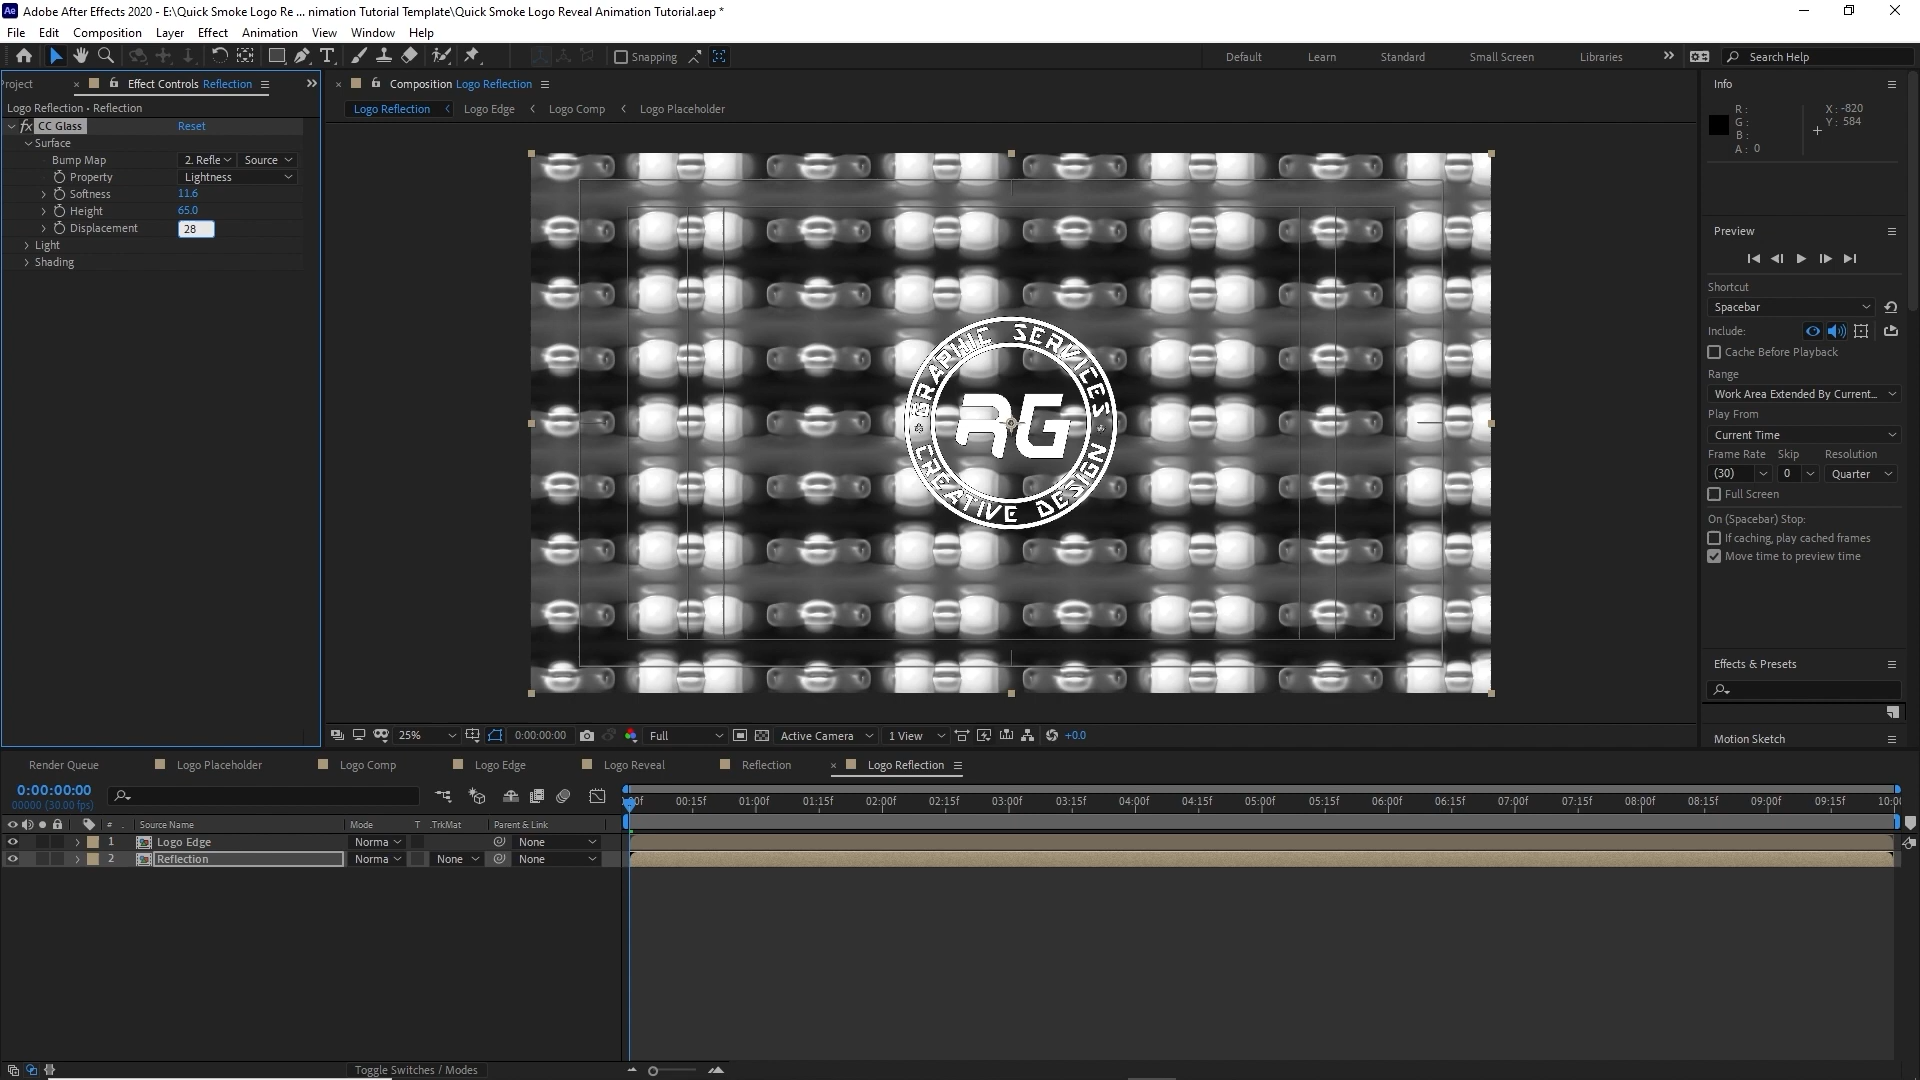 Ae Adobe After Effects 2020 - E:\Quick Smoke Logo Re ... nimation Tutorial Template\Quick Smoke Logo Reveal Animation Tutorial.aep *
File Edit Composition Layer Effect Animation View Window Help
Snapping Default Learn Standard Small Screen Libraries Search Help
roject Effect Controls Reflection
Composition Logo Reflection
Info
Logo Reflection • Reflection
Logo Reflection Logo Edge Logo Comp Logo Placeholder
fx CC Glass Reset
Surface
Bump Map 2. Refle Source
Property Lightness
Softness 11.6
Height 65.0
Displacement 28
Light
Shading
GRAPHIC SERVICES
RG
CREATIVE DESIGN
R :
G :
B :
A : 0
X : -820
Y : 584
Preview
Shortcut
Spacebar
Include:
Cache Before Playback
Range
Work Area Extended By Current...
Play From
Current Time
Frame Rate Skip Resolution
(30) 0 Quarter
Full Screen
On (Spacebar) Stop:
If caching, play cached frames
Move time to preview time
Effects & Presets
Motion Sketch
25% 0:00:00:00 Full Active Camera 1 View +0.0
Render Queue Logo Placeholder Logo Comp Logo Edge Logo Reveal Reflection Logo Reflection
0:00:00:00
00000 (30.00 fps)
00f 00:15f 01:00f 01:15f 02:00f 02:15f 03:00f 03:15f 04:00f 04:15f 05:00f 05:15f 06:00f 06:15f 07:00f 07:15f 08:00f 08:15f 09:00f 09:15f 10:0
# . Source Name Mode T .TrkMat Parent & Link
1 Logo Edge Norma None
2 Reflection Norma None None
Toggle Switches / Modes